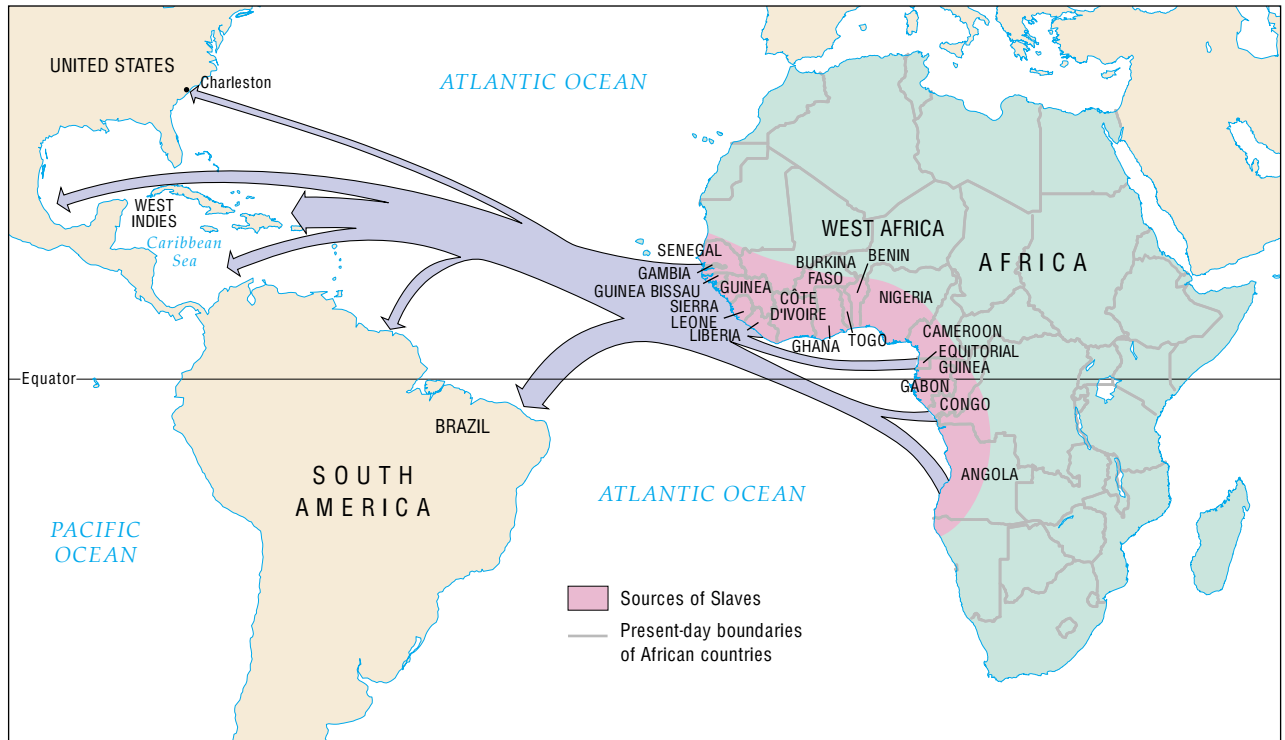 UNITED STATES
Charleston
ATLANTIC OCEAN
WEST
INDIES
Caribbean
Sea
WEST AFRICA
AFRICA
SENEGAL
GAMBIA
GUINEA BISSAU
GUINEA
SIERRA
LEONE
LIBERIA
CÔTE
D'IVOIRE
BURKINA
FASO
BENIN
GHANA
TOGO
NIGERIA
CAMEROON
EQUITORIAL
GUINEA
GABON
CONGO
ANGOLA
Equator
BRAZIL
SOUTH
AMERICA
ATLANTIC OCEAN
PACIFIC
OCEAN
Sources of Slaves
Present-day boundaries
of African countries